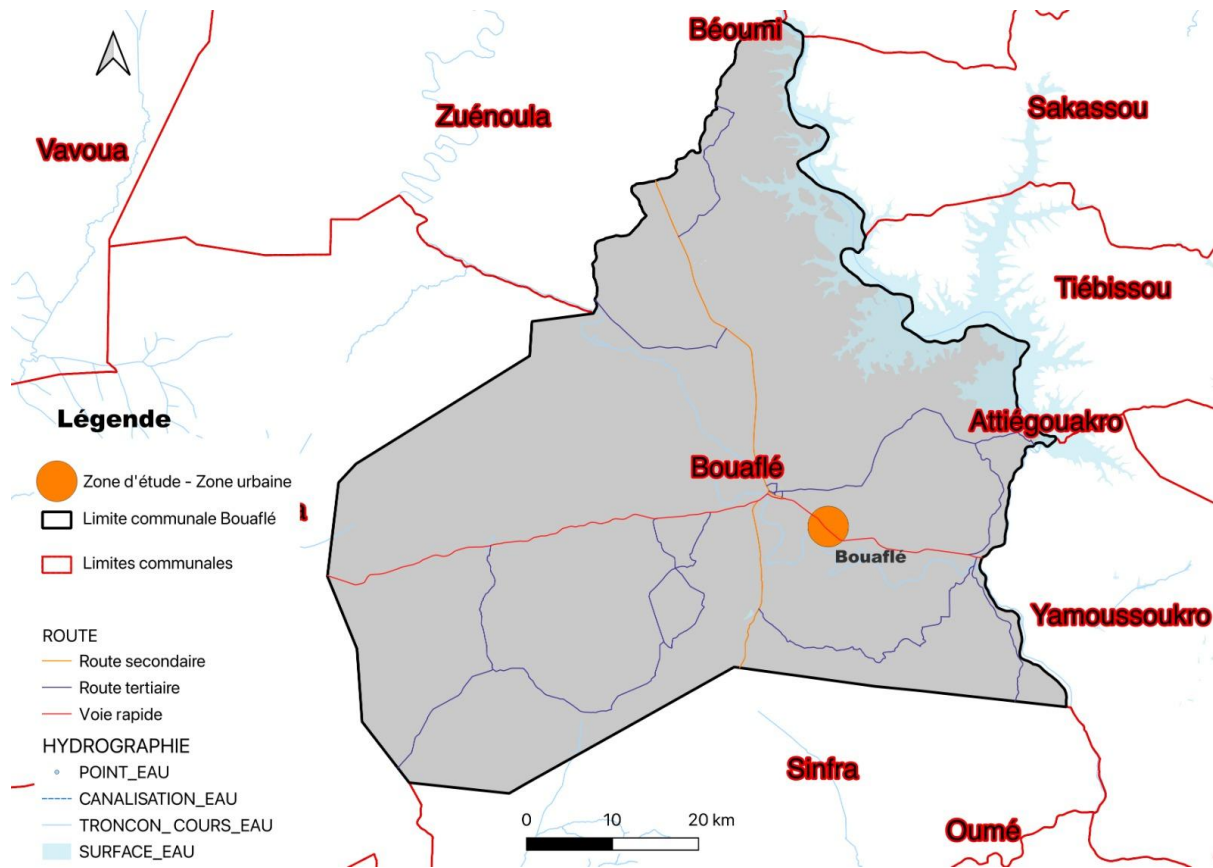 Béoumi
Zuénoula
Sakassou
Vavoua
Tiébissou
Attiégouakro
Bouaflé
Bouaflé
Yamoussoukro
Sinfra
Oumé
Légende
Zone d'étude - Zone urbaine
Limite communale Bouaflé
Limites communales
ROUTE
Route secondaire
Route tertiaire
Voie rapide
HYDROGRAPHIE
POINT_EAU
CANALISATION_EAU
TRONCON_COURS_EAU
SURFACE_EAU
0 10 20 km